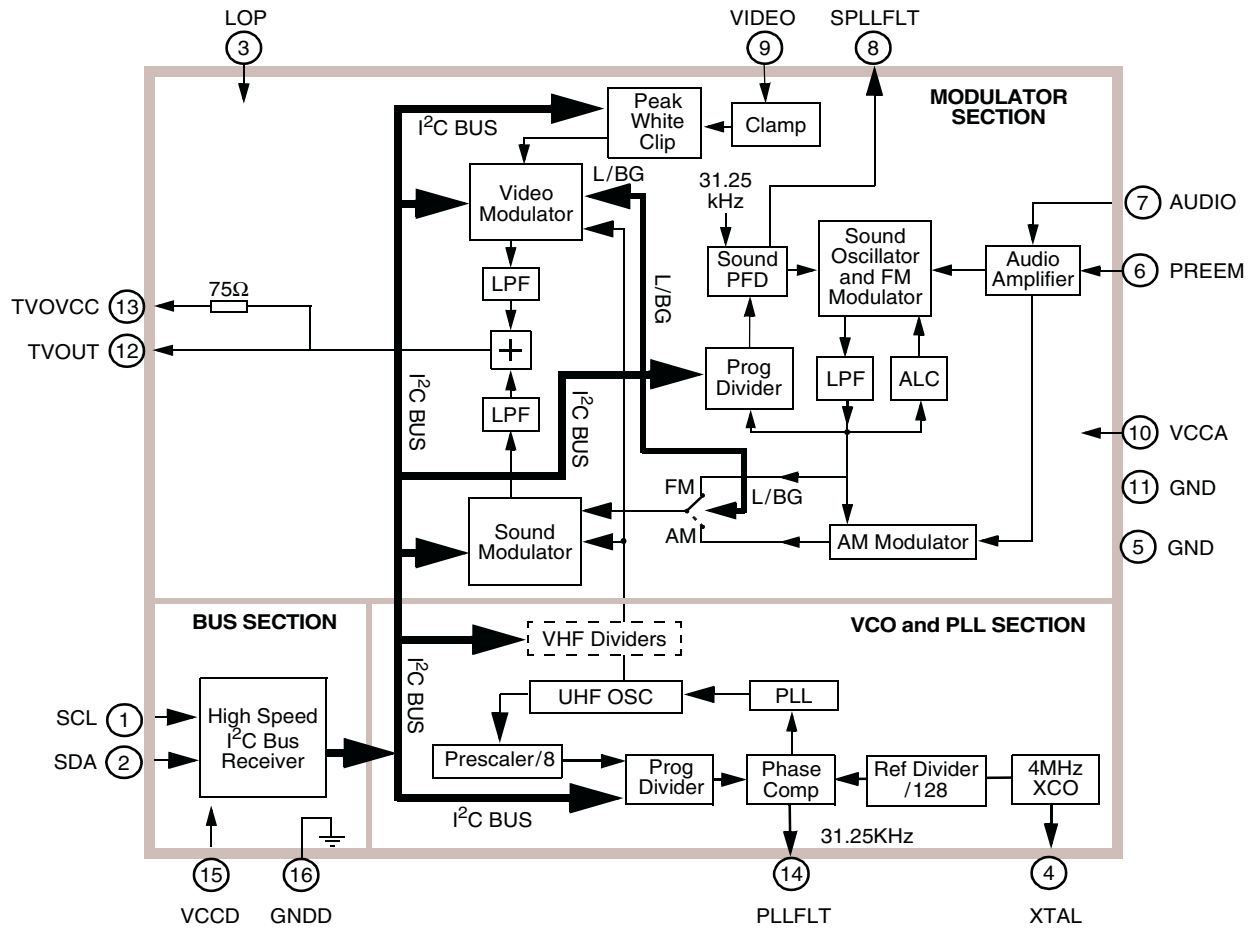 LOP
3
VIDEO
9
SPLLFLT
8
MODULATOR
SECTION
I²C BUS
Peak
White
Clip
Clamp
L/BG
Video
Modulator
31.25
kHz
7
AUDIO
Sound
PFD
Sound
Oscillator
and FM
Modulator
Audio
Amplifier
6
PREEM
LPF
L/BG
TVOVCC
13
75Ω
TVOUT
12
+
Prog
Divider
LPF
ALC
I²C BUS
I²C BUS
LPF
10
VCCA
FM
L/BG
11
GND
Sound
Modulator
AM
AM Modulator
5
GND
BUS SECTION
VCO and PLL SECTION
VHF Dividers
I²C BUS
UHF OSC
PLL
SCL
1
SDA
2
High Speed
I²C Bus
Receiver
Prescaler/8
Prog
Divider
Phase
Comp
Ref Divider
/128
4MHz
XCO
I²C BUS
31.25KHz
15
VCCD
16
GNDD
14
PLLFLT
4
XTAL